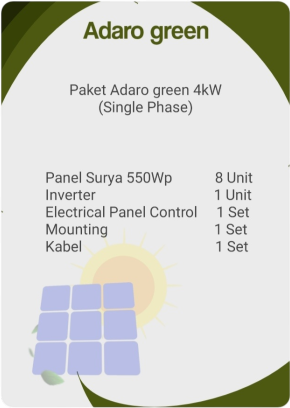 Adaro green
Paket Adaro green 4kW
(Single Phase)
Panel Surya 550Wp 8 Unit
Inverter 1 Unit
Electrical Panel Control 1 Set
Mounting 1 Set
Kabel 1 Set